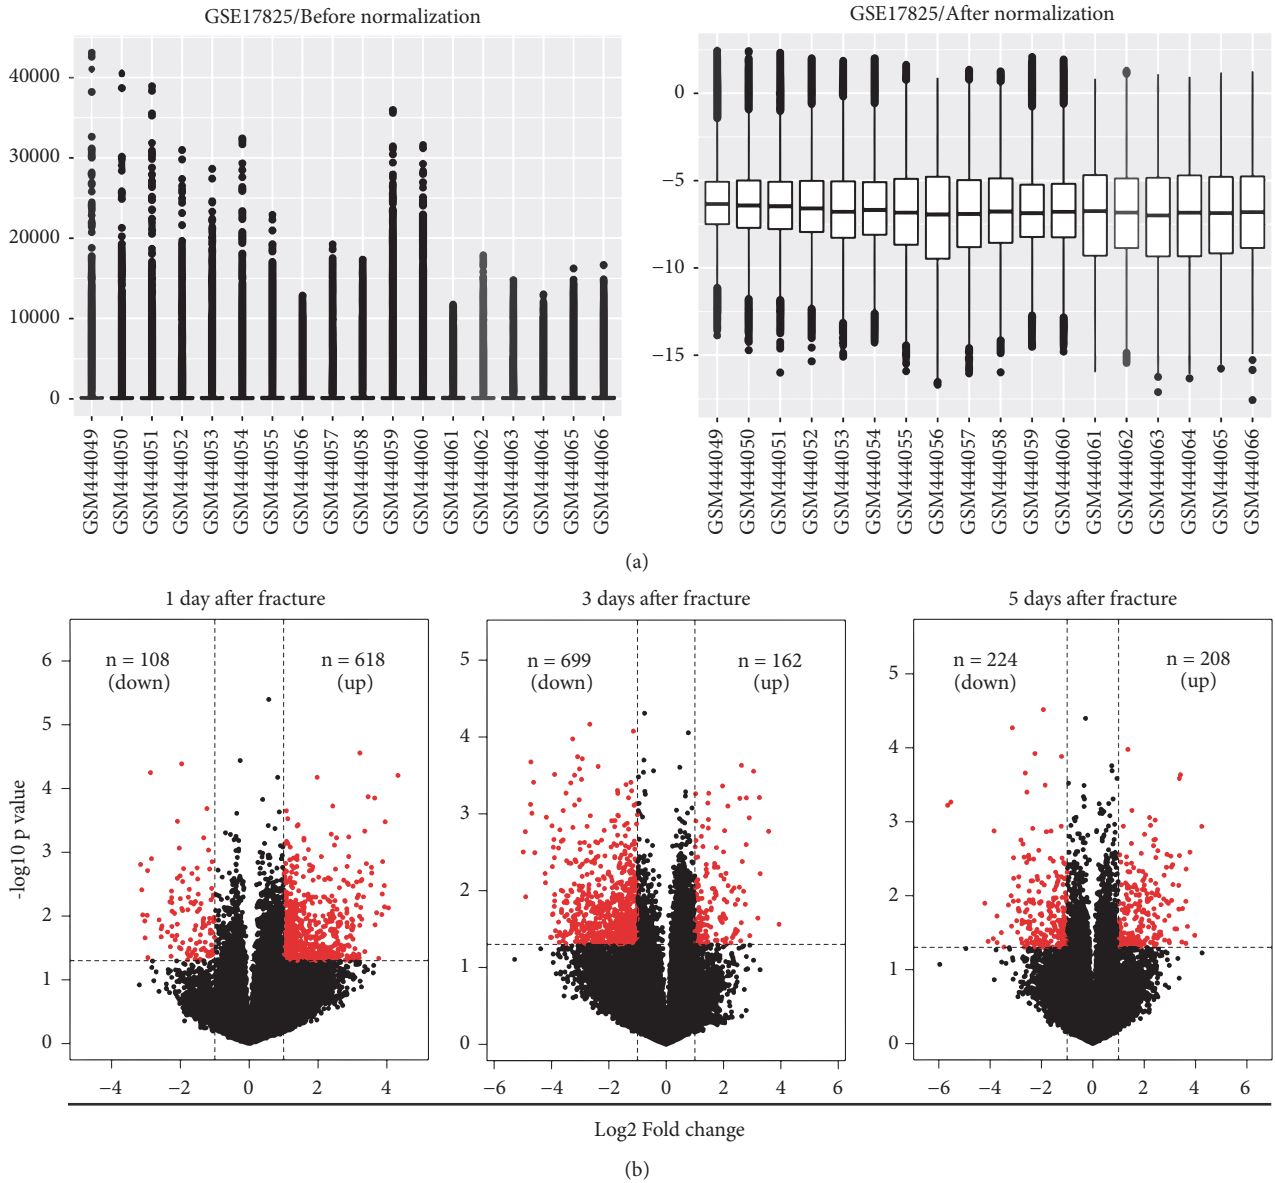 GSE17825/Before normalization
40000
30000
20000
10000
0
GSM444049
GSM444050
GSM444051
GSM444052
GSM444053
GSM444054
GSM444055
GSM444056
GSM444057
GSM444058
GSM444059
GSM444060
GSM444061
GSM444062
GSM444063
GSM444064
GSM444065
GSM444066
GSE17825/After normalization
0
−5
−10
−15
GSM444049
GSM444050
GSM444051
GSM444052
GSM444053
GSM444054
GSM444055
GSM444056
GSM444057
GSM444058
GSM444059
GSM444060
GSM444061
GSM444062
GSM444063
GSM444064
GSM444065
GSM444066
(a)
1 day after fracture
n = 108
(down)
n = 618
(up)
6
5
4
3
2
1
0
-log10 p value
−4 −2 0 2 4
3 days after fracture
n = 699
(down)
n = 162
(up)
5
4
3
2
1
0
−6 −4 −2 0 2 4 6
5 days after fracture
n = 224
(down)
n = 208
(up)
5
4
3
2
1
0
−6 −4 −2 0 2 4 6
Log2 Fold change
(b)